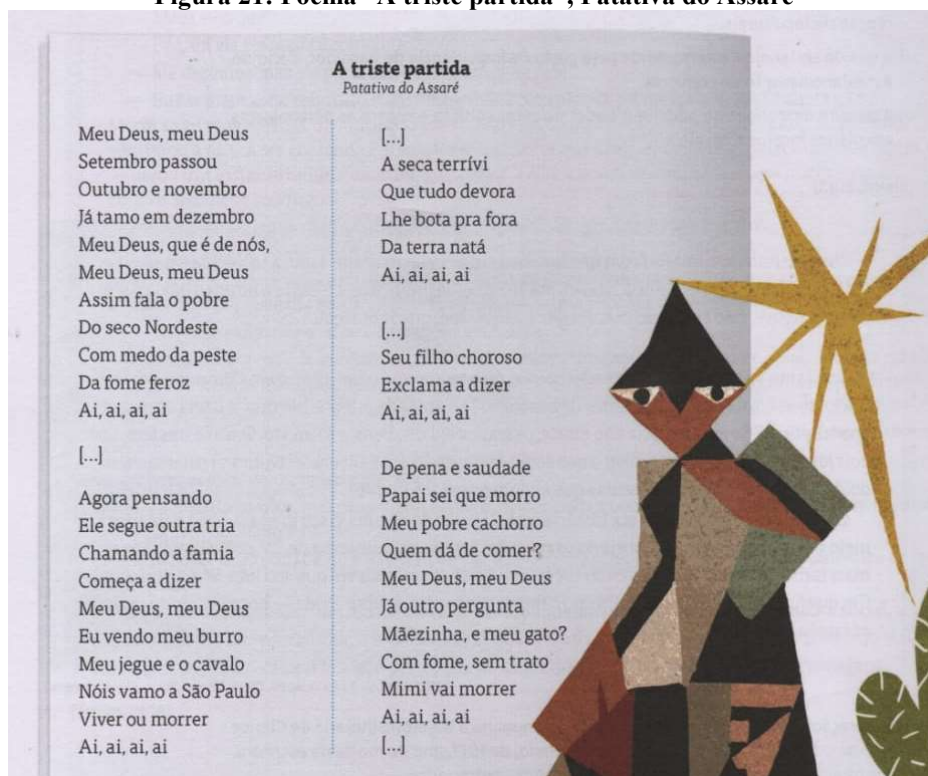 Figura 21: Poema "A triste partida", Patativa do Assaré
A triste partida
Patativa do Assaré
Meu Deus, meu Deus
Setembro passou
Outubro e novembro
Já tamo em dezembro
Meu Deus, que é de nós,
Meu Deus, meu Deus
Assim fala o pobre
Do seco Nordeste
Com medo da peste
Da fome feroz
Ai, ai, ai, ai
[...]
Agora pensando
Ele segue outra tria
Chamando a famia
Começa a dizer
Meu Deus, meu Deus
Eu vendo meu burro
Meu jegue e o cavalo
Nóis vamo a São Paulo
Viver ou morrer
Ai, ai, ai, ai
[...]
A seca terrívi
Que tudo devora
Lhe bota pra fora
Da terra natá
Ai, ai, ai, ai
[...]
Seu filho choroso
Exclama a dizer
Ai, ai, ai, ai
De pena e saudade
Papai sei que morro
Meu pobre cachorro
Quem dá de comer?
Meu Deus, meu Deus
Já outro pergunta
Mãezinha, e meu gato?
Com fome, sem trato
Mimi vai morrer
Ai, ai, ai, ai
[...]